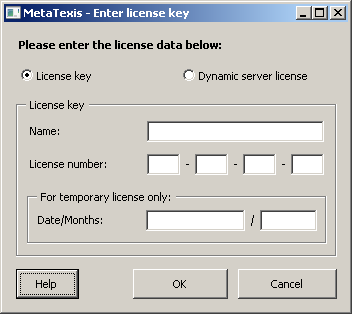 MetaTexis - Enter license key
Please enter the license data below:
License key
Dynamic server license
License key
Name:
License number:
- - -
For temporary license only:
Date/Months: /
Help OK Cancel